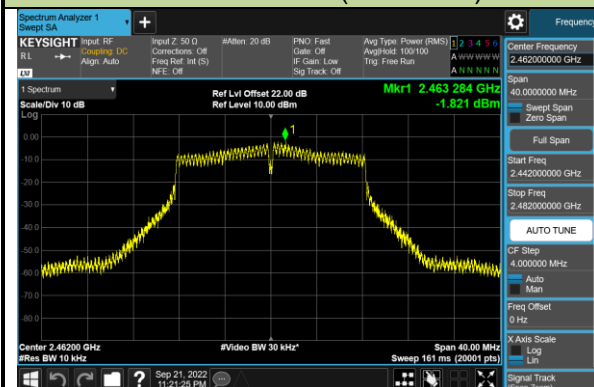 Spectrum Analyzer 1
Swept SA
+
Frequency
KEYSIGHT
RL
Input: RF
Coupling: DC
Align: Auto
Input Z: 50 Ω
Corrections: Off
Freq Ref: Int (S)
NFE: Off
#Atten: 20 dB
PNO: Fast
Gate: Off
IF Gain: Low
Sig Track: Off
Avg Type: Power (RMS)
Avg|Hold: 100/100
Trig: Free Run
1 2 3 4 5 6
A W W W W W
A N N N N N
1 Spectrum
Scale/Div 10 dB
Log
Ref Lvl Offset 22.00 dB
Ref Level 10.00 dBm
Mkr1 2.463 284 GHz
-1.821 dBm
1
0.00
-10.0
-20.0
-30.0
-40.0
-50.0
-60.0
-70.0
-80.0
Center 2.46200 GHz
#Res BW 10 kHz
#Video BW 30 kHz*
Span 40.00 MHz
Sweep 161 ms (20001 pts)
Center Frequency
2.462000000 GHz
Span
40.0000000 MHz
Swept Span
Zero Span
Full Span
Start Freq
2.442000000 GHz
Stop Freq
2.482000000 GHz
AUTO TUNE
CF Step
4.000000 MHz
Auto
Man
Freq Offset
0 Hz
X Axis Scale
Log
Lin
Signal Track
?
Sep 21, 2022
11:21:25 PM